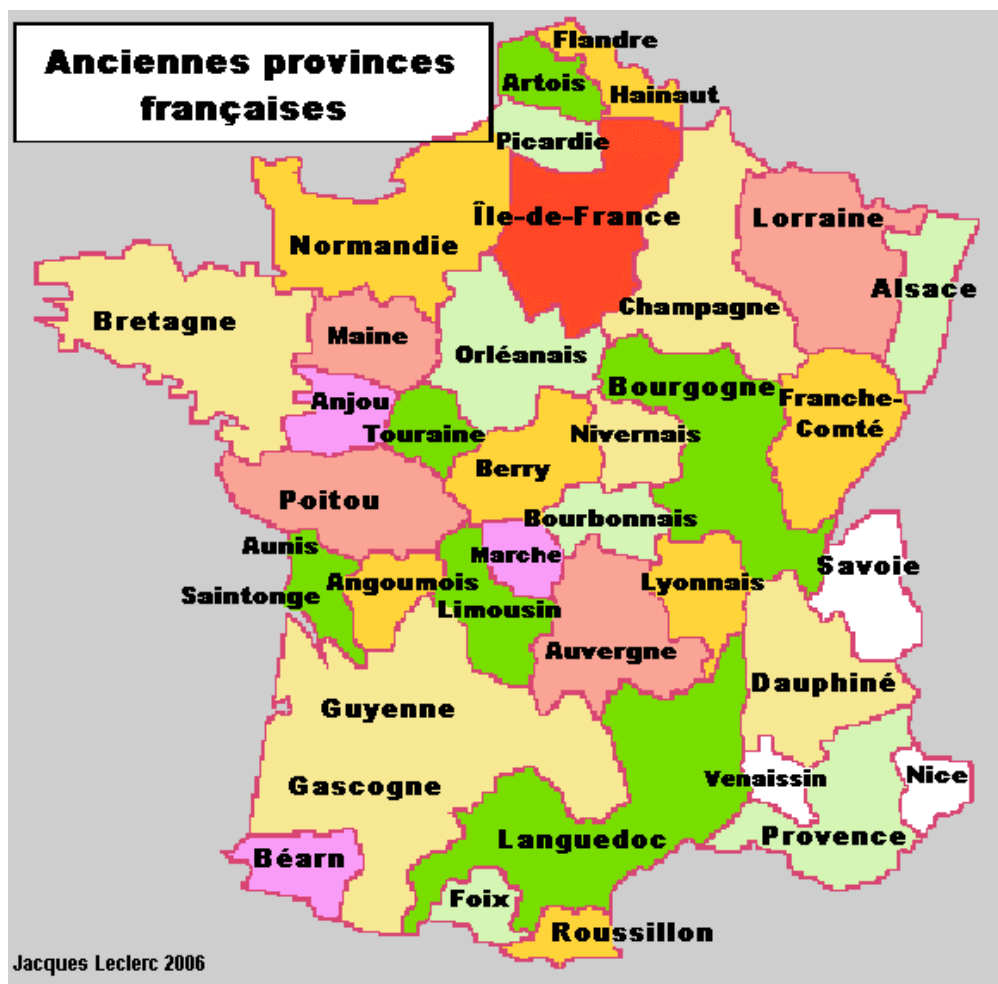 Anciennes provinces
françaises
Flandre
Artois
Hainaut
Picardie
Île-de-France
Lorraine
Normandie
Alsace
Champagne
Bretagne
Maine
Orléanais
Bourgogne
Franche-
Comté
Anjou
Touraine
Nivernais
Berry
Poitou
Bourbonnais
Aunis
Marche
Savoie
Angoumois
Lyonnais
Saintonge
Limousin
Auvergne
Dauphiné
Guyenne
Venaissin
Nice
Gascogne
Languedoc
Provence
Béarn
Foix
Roussillon
Jacques Leclerc 2006